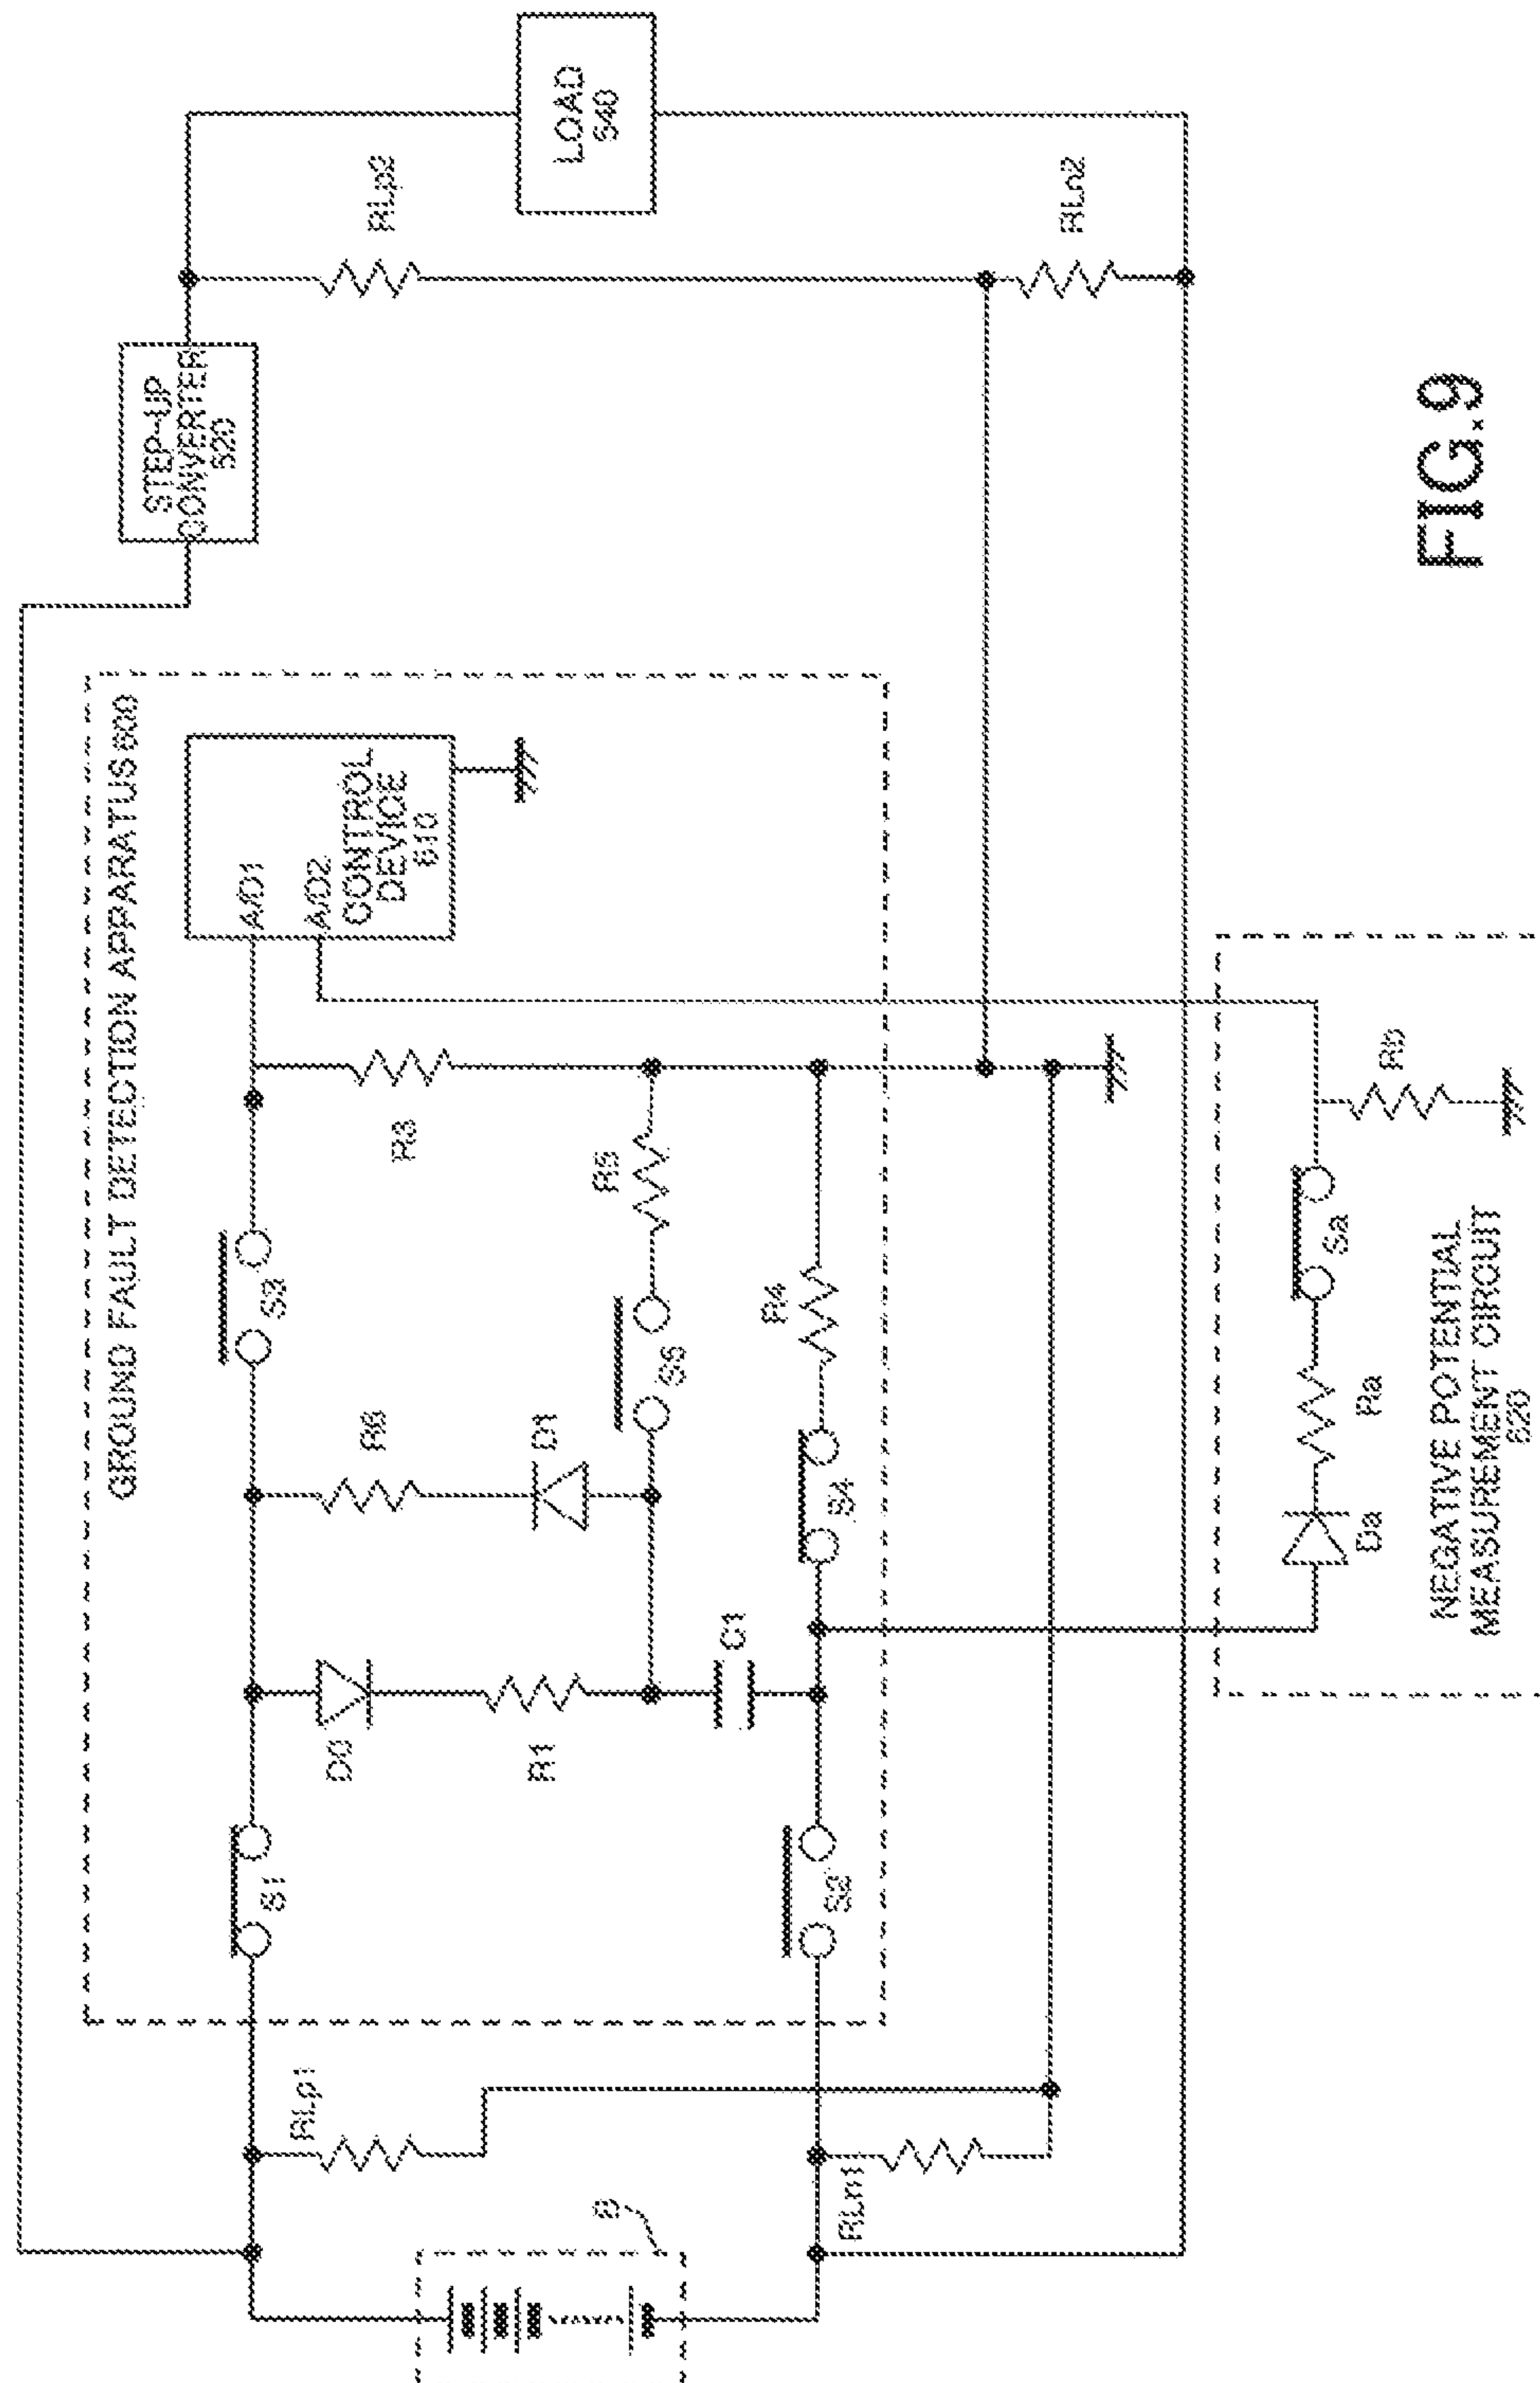 GROUND FAULT DETECTION APPARATUS 600
STEP-UP
CONVERTER
520
LOAD
540
A/D1
A/D2
CONTROL
DEVICE
610
S1
S3
D0
R6
R3
RLp1
RLp2
R1
D1
R5
S5
C1
R4
S4
S2
B
RLn1
RLn2
Da
Ra
Sa
Rb
NEGATIVE POTENTIAL
MEASUREMENT CIRCUIT
620
FIG.9